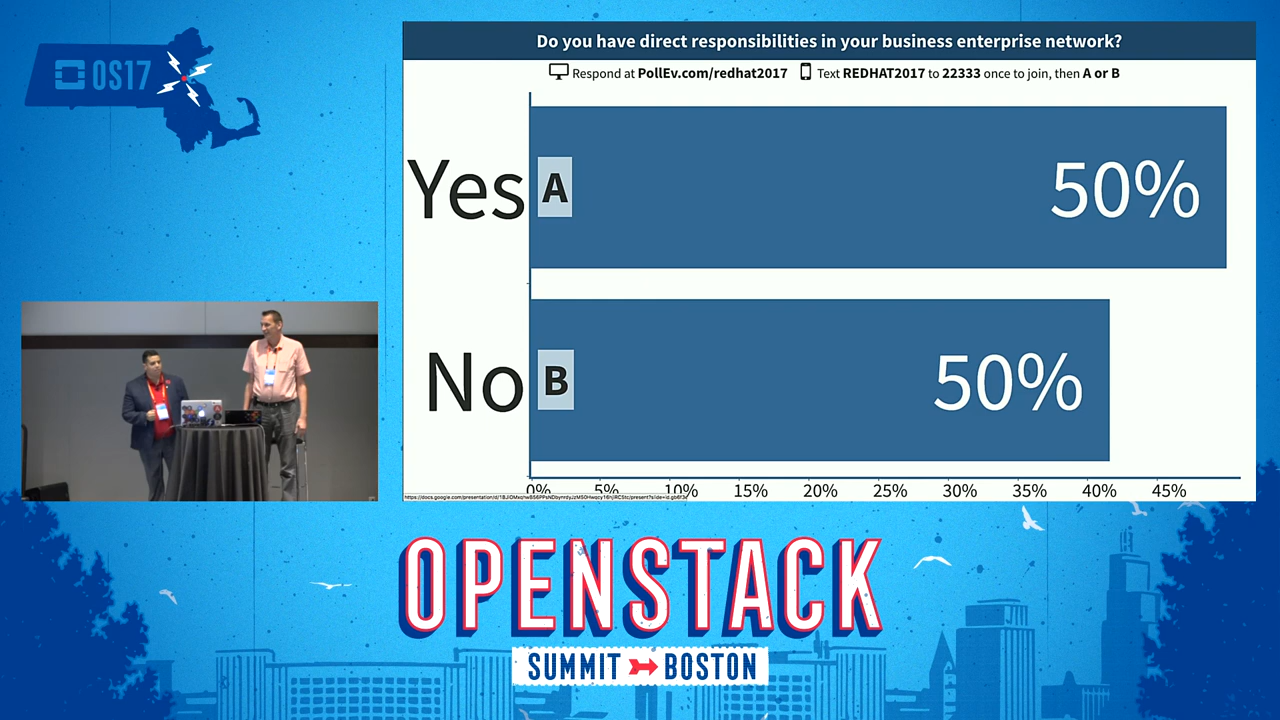 OS17
Do you have direct responsibilities in your business enterprise network?
Respond at PollEv.com/redhat2017 Text REDHAT2017 to 22333 once to join, then A or B
Yes A 50%
No B 50%
0% 5% 10% 15% 20% 25% 30% 35% 40% 45%
OPENSTACK
SUMMIT BOSTON